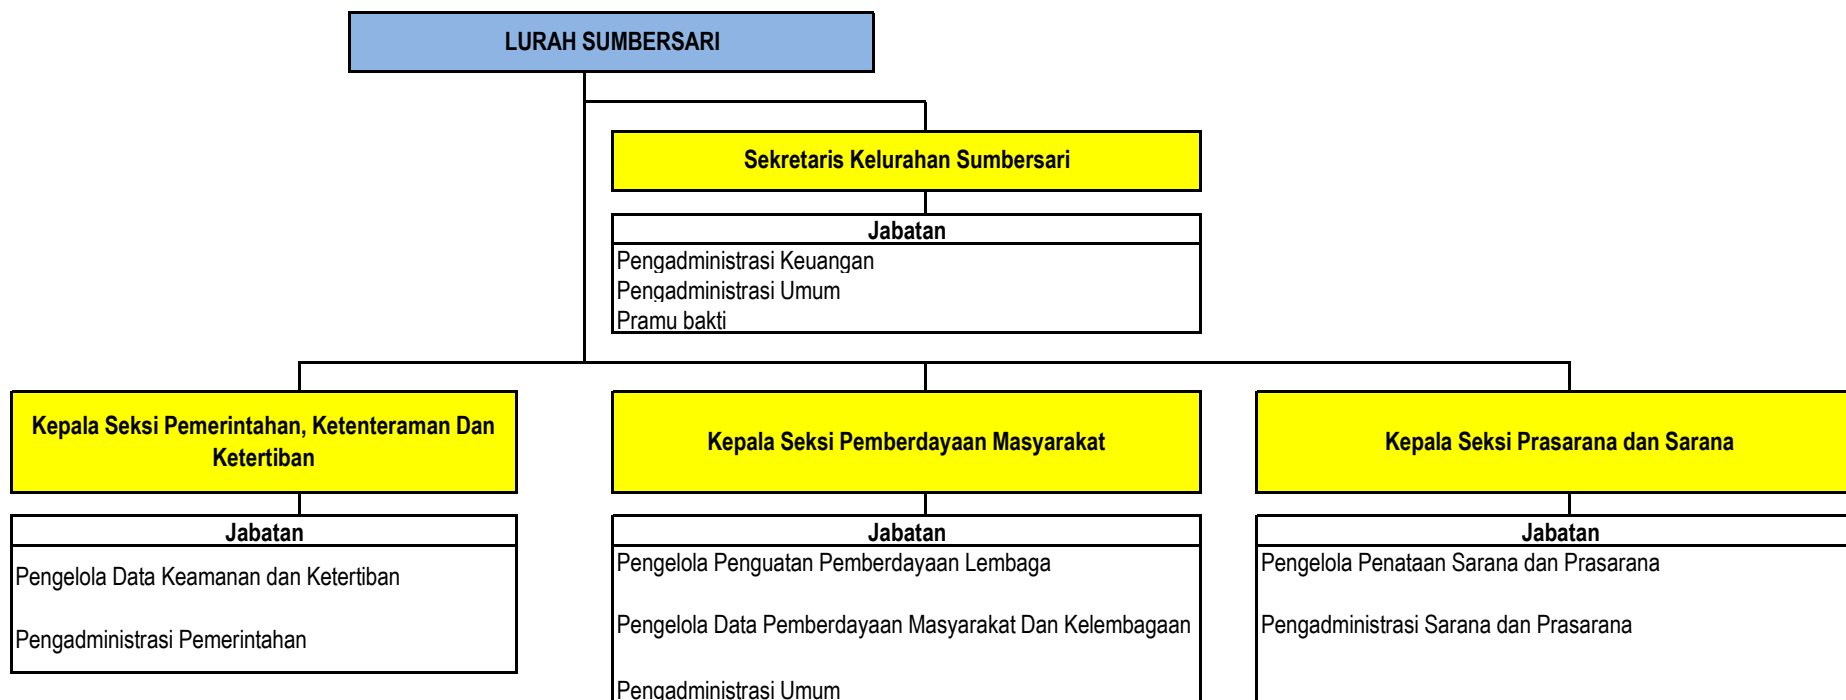 LURAH SUMBERSARI
Sekretaris Kelurahan Sumbersari
Jabatan
Pengadministrasi Keuangan
Pengadministrasi Umum
Pramu bakti
Kepala Seksi Pemerintahan, Ketenteraman Dan
Ketertiban
Jabatan
Pengelola Data Keamanan dan Ketertiban
Pengadministrasi Pemerintahan
Kepala Seksi Pemberdayaan Masyarakat
Jabatan
Pengelola Penguatan Pemberdayaan Lembaga
Pengelola Data Pemberdayaan Masyarakat Dan Kelembagaan
Pengadministrasi Umum
Kepala Seksi Prasarana dan Sarana
Jabatan
Pengelola Penataan Sarana dan Prasarana
Pengadministrasi Sarana dan Prasarana